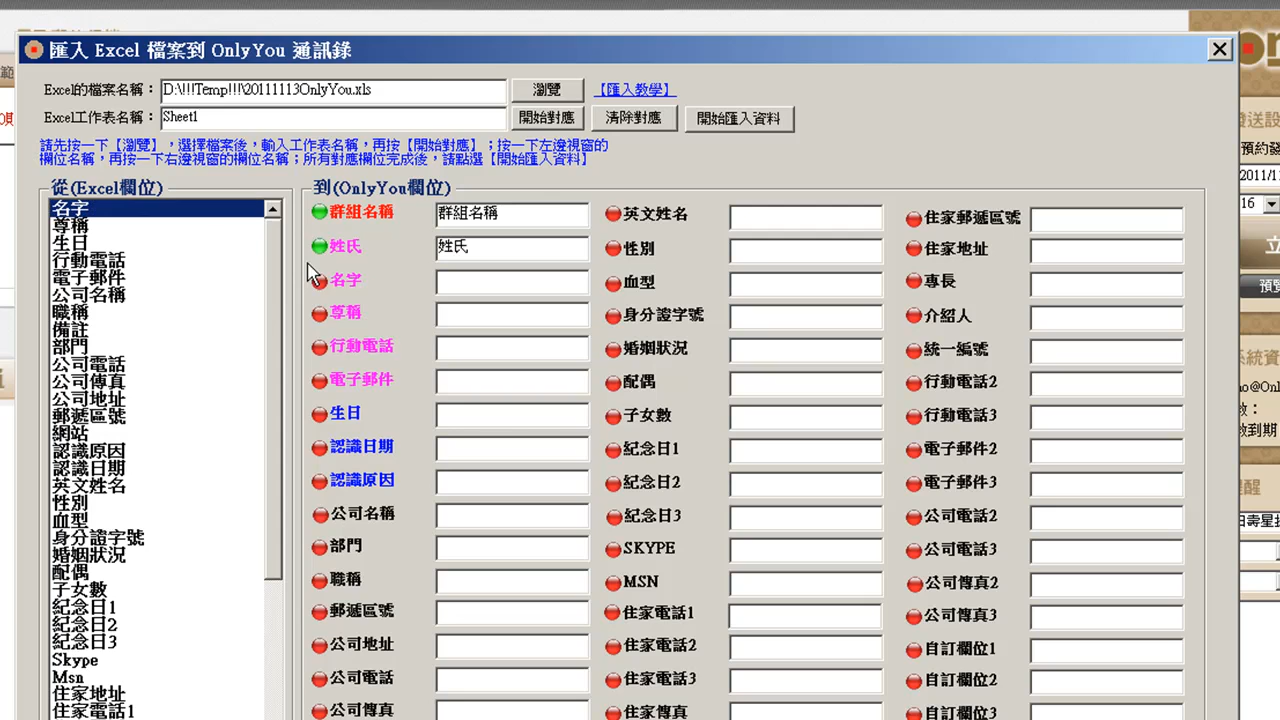 匯入 Excel 檔案到 OnlyYou 通訊錄
Excel的檔案名稱：
D:\!!!Temp!!!\20111113OnlyYou.xls
瀏覽
【匯入教學】
Excel工作表名稱：
Sheet1
開始對應
清除對應
開始匯入資料
請先按一下【瀏覽】，選擇檔案後，輸入工作表名稱，再按【開始對應】；按一下左邊視窗的
欄位名稱，再按一下右邊視窗的欄位名稱；所有對應欄位完成後，請點選【開始匯入資料】
從(Excel欄位)
名字
尊稱
生日
行動電話
電子郵件
公司名稱
職稱
備註
部門
公司電話
公司傳真
公司地址
郵遞區號
網站
認識原因
認識日期
英文姓名
性別
血型
身分證字號
婚姻狀況
配偶
子女數
紀念日1
紀念日2
紀念日3
Skype
Msn
住家地址
住家電話1
到(OnlyYou欄位)
群組名稱
群組名稱
姓氏
姓氏
名字
尊稱
行動電話
電子郵件
生日
認識日期
認識原因
公司名稱
部門
職稱
郵遞區號
公司地址
公司電話
公司傳真
英文姓名
性別
血型
身分證字號
婚姻狀況
配偶
子女數
紀念日1
紀念日2
紀念日3
SKYPE
MSN
住家電話1
住家電話2
住家電話3
住家傳真
住家郵遞區號
住家地址
專長
介紹人
統一編號
行動電話2
行動電話3
電子郵件2
電子郵件3
公司電話2
公司電話3
公司傳真2
公司傳真3
自訂欄位1
自訂欄位2
自訂欄位3
發送設
預約發
2011/1
16
立
預覽
系統資
數到期
醒